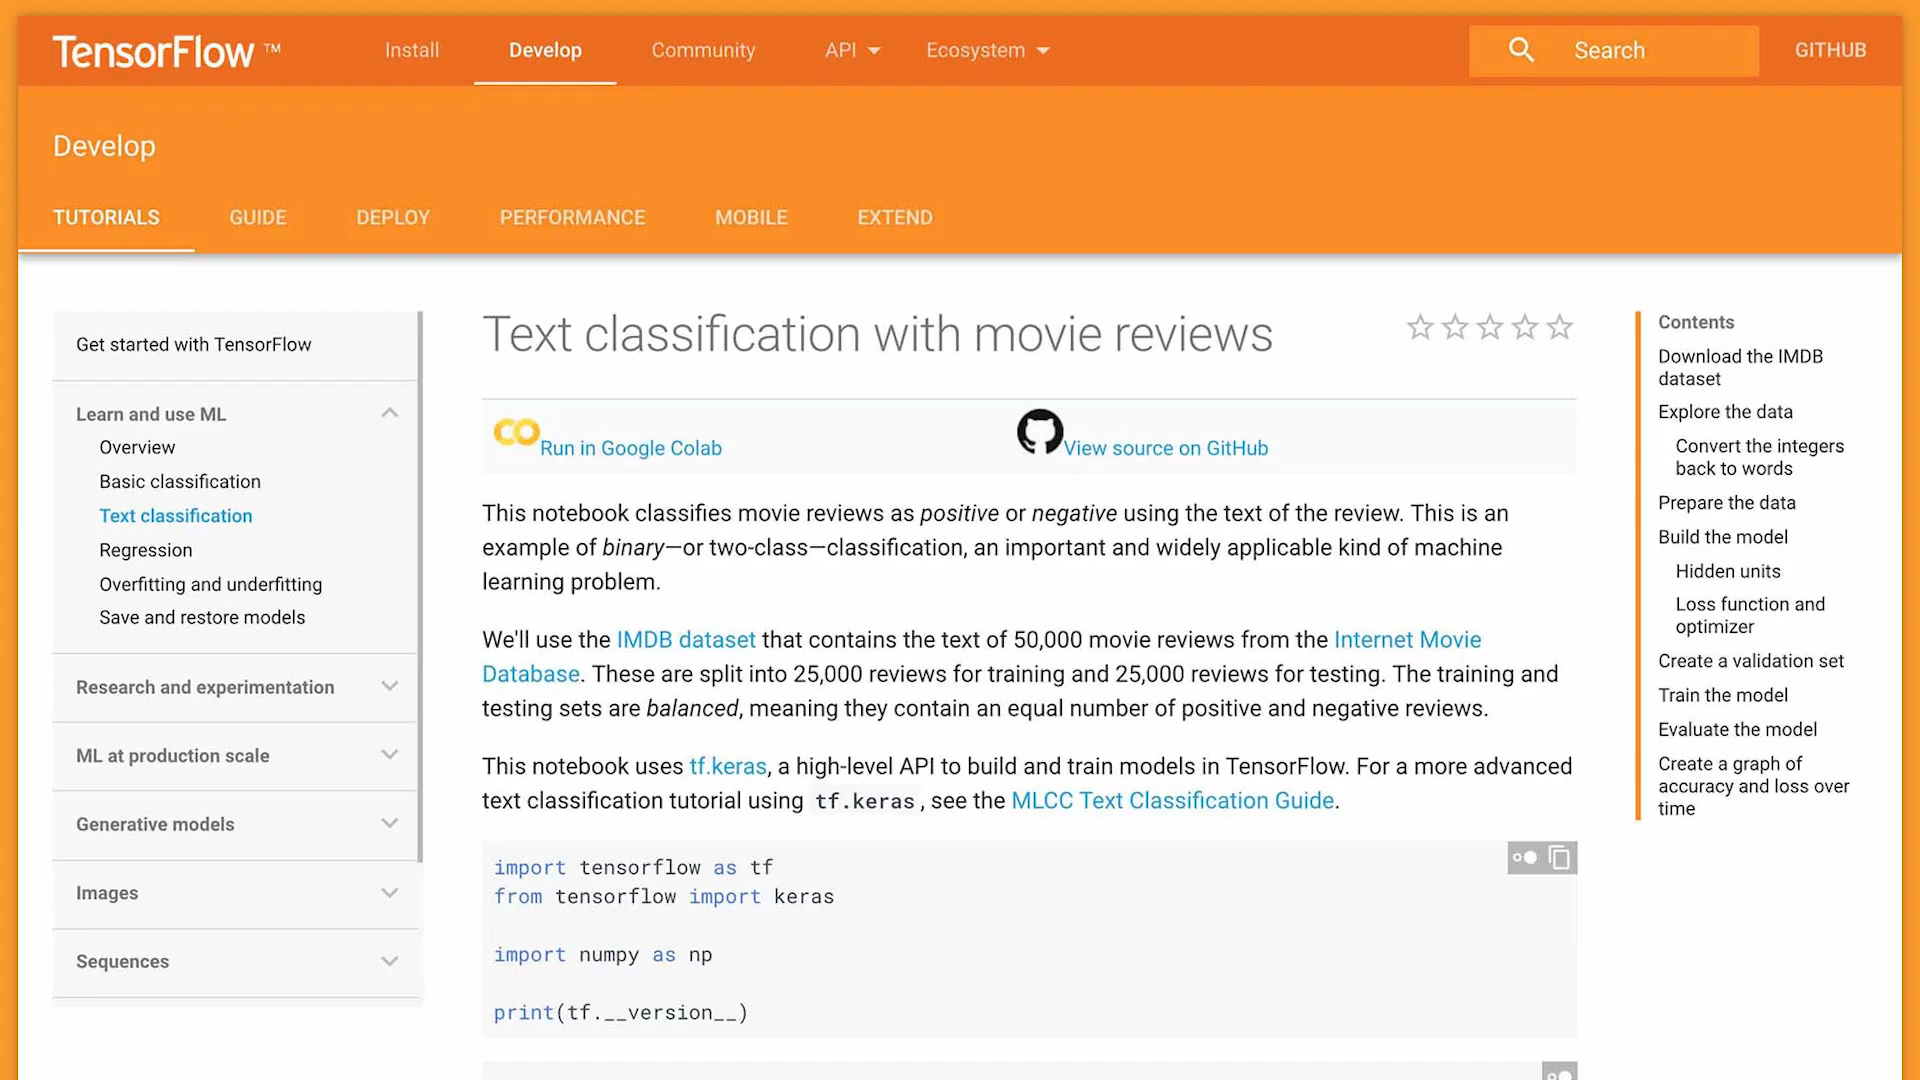 TensorFlow ™
Install
Develop
Community
API
Ecosystem
Search
GITHUB
Develop
TUTORIALS
GUIDE
DEPLOY
PERFORMANCE
MOBILE
EXTEND
Get started with TensorFlow
Learn and use ML
Overview
Basic classification
Text classification
Regression
Overfitting and underfitting
Save and restore models
Research and experimentation
ML at production scale
Generative models
Images
Sequences
Text classification with movie reviews
Run in Google Colab
View source on GitHub
This notebook classifies movie reviews as positive or negative using the text of the review. This is an
example of binary—or two-class—classification, an important and widely applicable kind of machine
learning problem.
We'll use the IMDB dataset that contains the text of 50,000 movie reviews from the Internet Movie
Database. These are split into 25,000 reviews for training and 25,000 reviews for testing. The training and
testing sets are balanced, meaning they contain an equal number of positive and negative reviews.
This notebook uses tf.keras, a high-level API to build and train models in TensorFlow. For a more advanced
text classification tutorial using tf.keras, see the MLCC Text Classification Guide.
import tensorflow as tf
from tensorflow import keras
import numpy as np
print(tf.__version__)
Contents
Download the IMDB
dataset
Explore the data
Convert the integers
back to words
Prepare the data
Build the model
Hidden units
Loss function and
optimizer
Create a validation set
Train the model
Evaluate the model
Create a graph of
accuracy and loss over
time